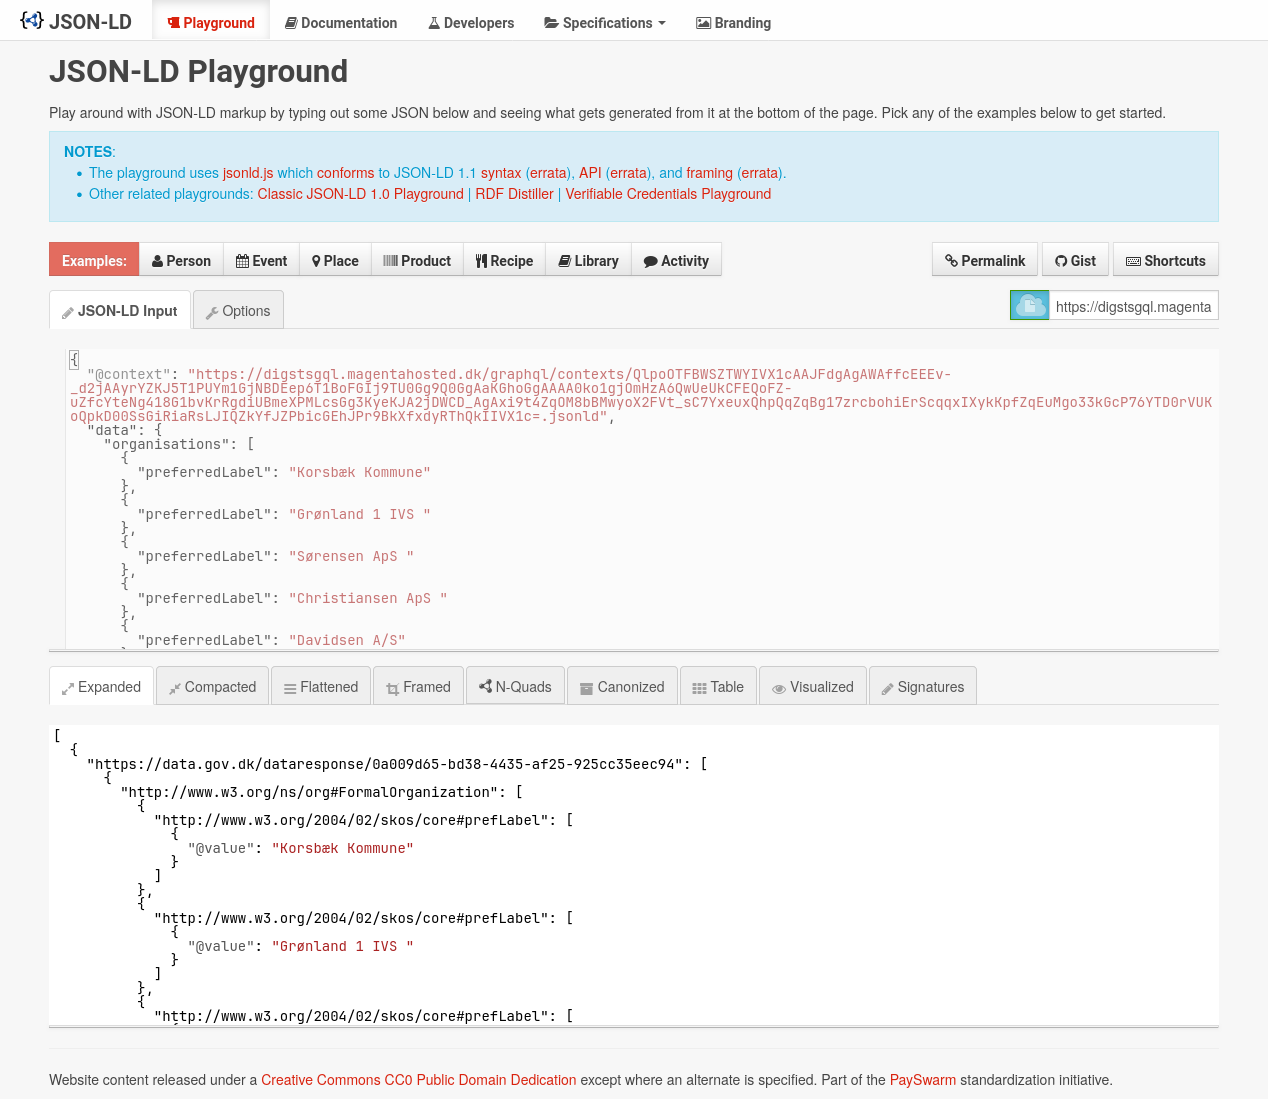 JSON-LD
Playground
Documentation
Developers
Specifications
Branding
JSON-LD Playground
Play around with JSON-LD markup by typing out some JSON below and seeing what gets generated from it at the bottom of the page. Pick any of the examples below to get started.
NOTES:
• The playground uses jsonld.js which conforms to JSON-LD 1.1 syntax (errata), API (errata), and framing (errata).
• Other related playgrounds: Classic JSON-LD 1.0 Playground | RDF Distiller | Verifiable Credentials Playground
Examples: Person Event Place Product Recipe Library Activity Permalink Gist Shortcuts
JSON-LD Input Options https://digstsgql.magenta
{
"@context": "https://digstsgql.magentahosted.dk/graphql/contexts/QlpoOTFBWSZTWYIVX1cAAJFdgAgAWAffcEEEv-
_d2jAAyrYZKJ5T1PUYm1GjNBDEep6T1BoFGIj9TU0Gg9Q0GgAaKGhoGgAAAA0ko1gjOmHzA6QwUeUkCFEQoFZ-
uZfcYteNg418G1bvKrRgdiUBmeXPMLcsGg3KyeKJA2jDWCD_AgAxi9t4ZqOM8bBMwyoX2FVt_sC7YxeuxQhpQqZqBg17zrcbohiErScqqxIXykKpfZqEuMgo33kGcP76YTD0rVUK
oQpkD00SsGiRiaRsLJIQZkYfJZPbicGEhJPr9BkXfxdyRThQkIIVX1c=.jsonld",
"data": {
"organisations": [
{
"preferredLabel": "Korsbæk Kommune"
},
{
"preferredLabel": "Grønland 1 IVS "
},
{
"preferredLabel": "Sørensen ApS "
},
{
"preferredLabel": "Christiansen ApS "
},
{
"preferredLabel": "Davidsen A/S"
Expanded Compacted Flattened Framed N-Quads Canonized Table Visualized Signatures
[
{
"https://data.gov.dk/dataresponse/0a009d65-bd38-4435-af25-925cc35eec94": [
{
"http://www.w3.org/ns/org#FormalOrganization": [
{
"http://www.w3.org/2004/02/skos/core#prefLabel": [
{
"@value": "Korsbæk Kommune"
}
]
},
{
"http://www.w3.org/2004/02/skos/core#prefLabel": [
{
"@value": "Grønland 1 IVS "
}
]
},
{
"http://www.w3.org/2004/02/skos/core#prefLabel": [
Website content released under a Creative Commons CC0 Public Domain Dedication except where an alternate is specified. Part of the PaySwarm standardization initiative.